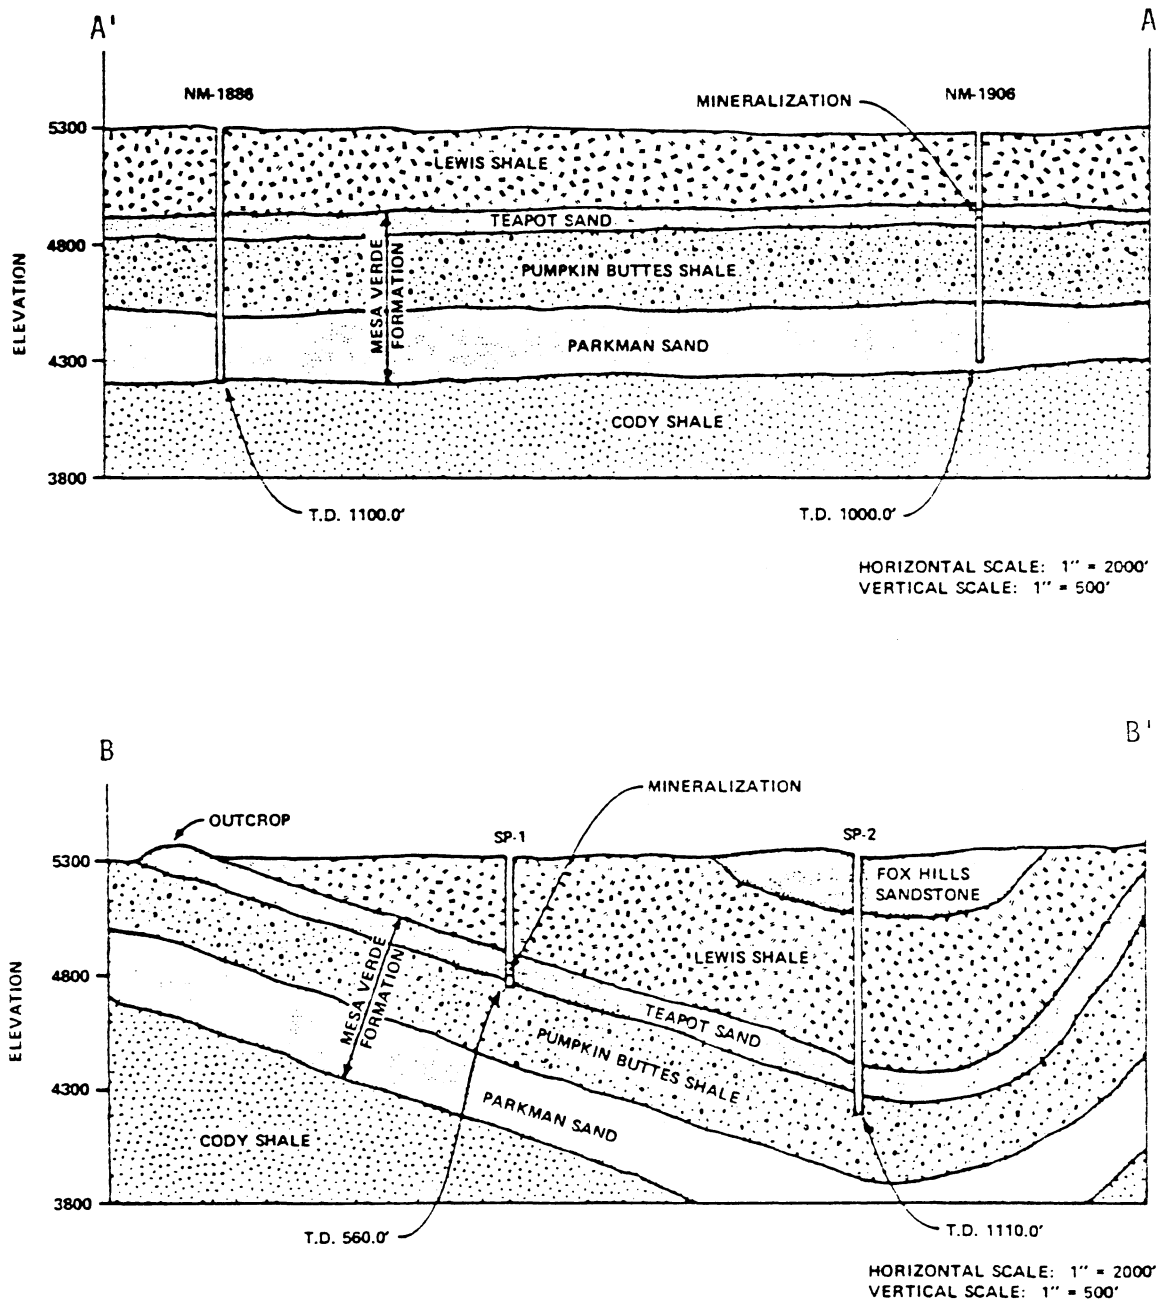 A'
A
NM-1886
MINERALIZATION
NM-1906
5300
LEWIS SHALE
TEAPOT SAND
4800
MESA VERDE
FORMATION
PUMPKIN BUTTES SHALE
ELEVATION
PARKMAN SAND
4300
CODY SHALE
3800
T.D. 1100.0'
T.D. 1000.0'
HORIZONTAL SCALE: 1" = 2000'
VERTICAL SCALE: 1" = 500'
B
B'
MINERALIZATION
OUTCROP
SP-1
SP-2
5300
FOX HILLS
SANDSTONE
MESA VERDE
FORMATION
LEWIS SHALE
4800
TEAPOT SAND
ELEVATION
PUMPKIN BUTTES SHALE
4300
PARKMAN SAND
CODY SHALE
3800
T.D. 560.0'
T.D. 1110.0'
HORIZONTAL SCALE: 1" = 2000'
VERTICAL SCALE: 1" = 500'